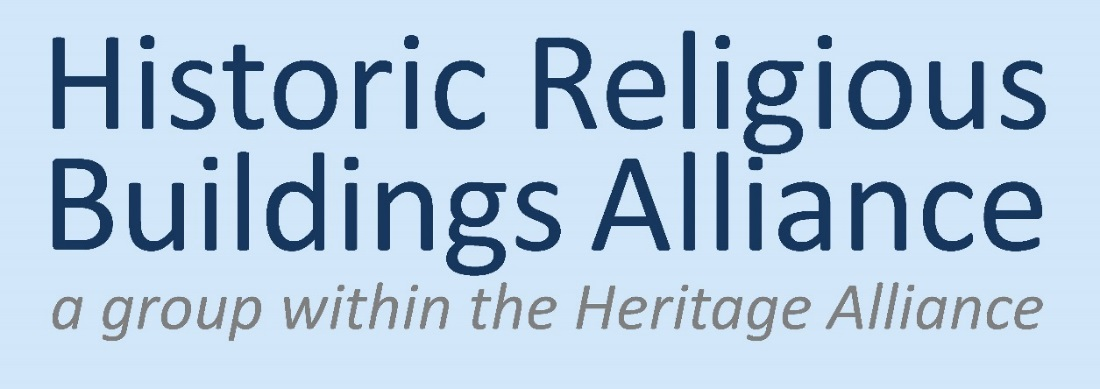 Historic Religious
Buildings Alliance
a group within the Heritage Alliance